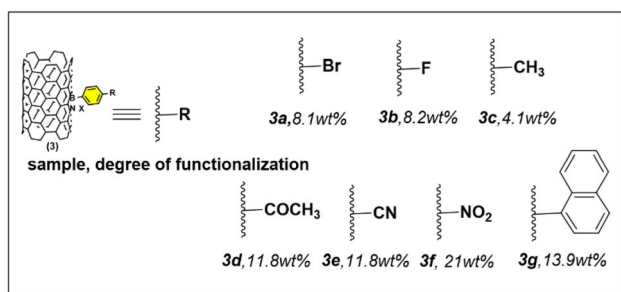 Br
F
CH₃
B
R
N X
R
(3)
3a,8.1wt%
3b,8.2wt%
3c,4.1wt%
sample, degree of functionalization
COCH₃
CN
NO₂
3d,11.8wt%
3e,11.8wt%
3f, 21wt%
3g,13.9wt%